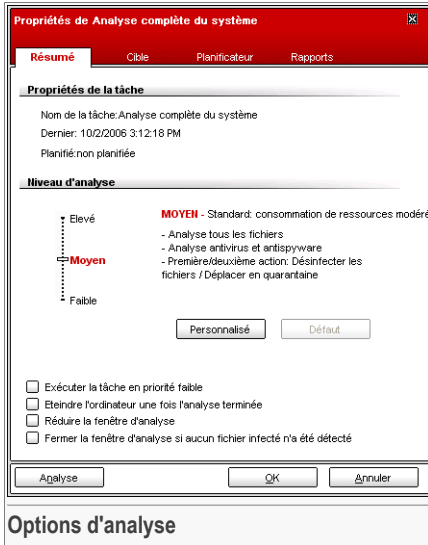 Propriétés de Analyse complète du système
Résumé Cible Planificateur Rapports
Propriétés de la tâche
Nom de la tâche:Analyse complète du système
Dernier: 10/2/2006 3:12:18 PM
Planifié:non planifiée
Niveau d'analyse
Elevé
Moyen
Faible
MOYEN - Standard: consommation de ressources modéré
- Analyse tous les fichiers
- Analyse antivirus et antispyware
- Première/deuxième action: Désinfecter les
fichiers / Déplacer en quarantaine
Personnalisé Défaut
Exécuter la tâche en priorité faible
Eteindre l'ordinateur une fois l'analyse terminée
Réduire la fenêtre d'analyse
Fermer la fenêtre d'analyse si aucun fichier infecté n'a été détecté
Analyse OK Annuler
Options d'analyse